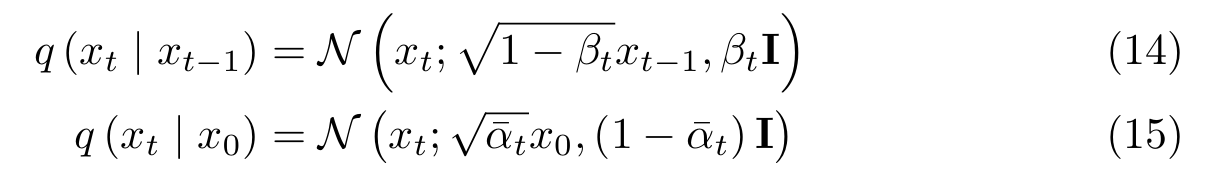 q (x_t | x_{t−1}) = 𝒩 (x_t; √(1 − β_t) x_{t−1}, β_t 𝐈) (14)
q (x_t | x_0) = 𝒩 (x_t; √(ᾱ_t) x_0, (1 − ᾱ_t) 𝐈) (15)